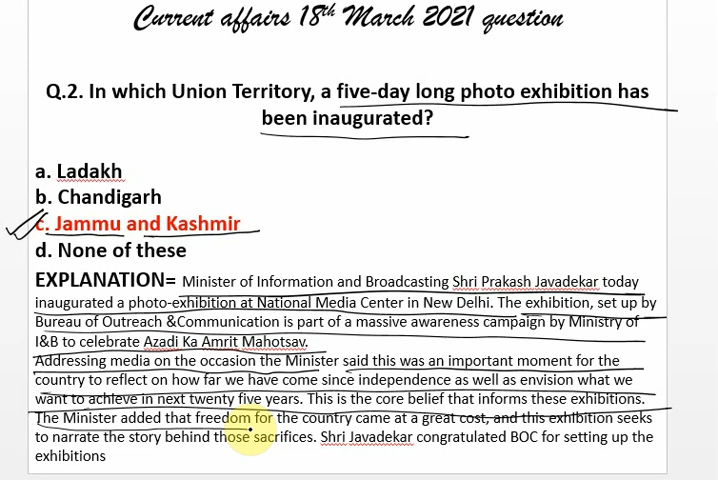 Current affairs 18th March 2021 question
Q.2. In which Union Territory, a five-day long photo exhibition has
been inaugurated?
a. Ladakh
b. Chandigarh
c. Jammu and Kashmir
d. None of these
EXPLANATION= Minister of Information and Broadcasting Shri Prakash Javadekar today
inaugurated a photo-exhibition at National Media Center in New Delhi. The exhibition, set up by
Bureau of Outreach &Communication is part of a massive awareness campaign by Ministry of
I&B to celebrate Azadi Ka Amrit Mahotsav.
Addressing media on the occasion the Minister said this was an important moment for the
country to reflect on how far we have come since independence as well as envision what we
want to achieve in next twenty five years. This is the core belief that informs these exhibitions.
The Minister added that freedom for the country came at a great cost, and this exhibition seeks
to narrate the story behind those sacrifices. Shri Javadekar congratulated BOC for setting up the
exhibitions